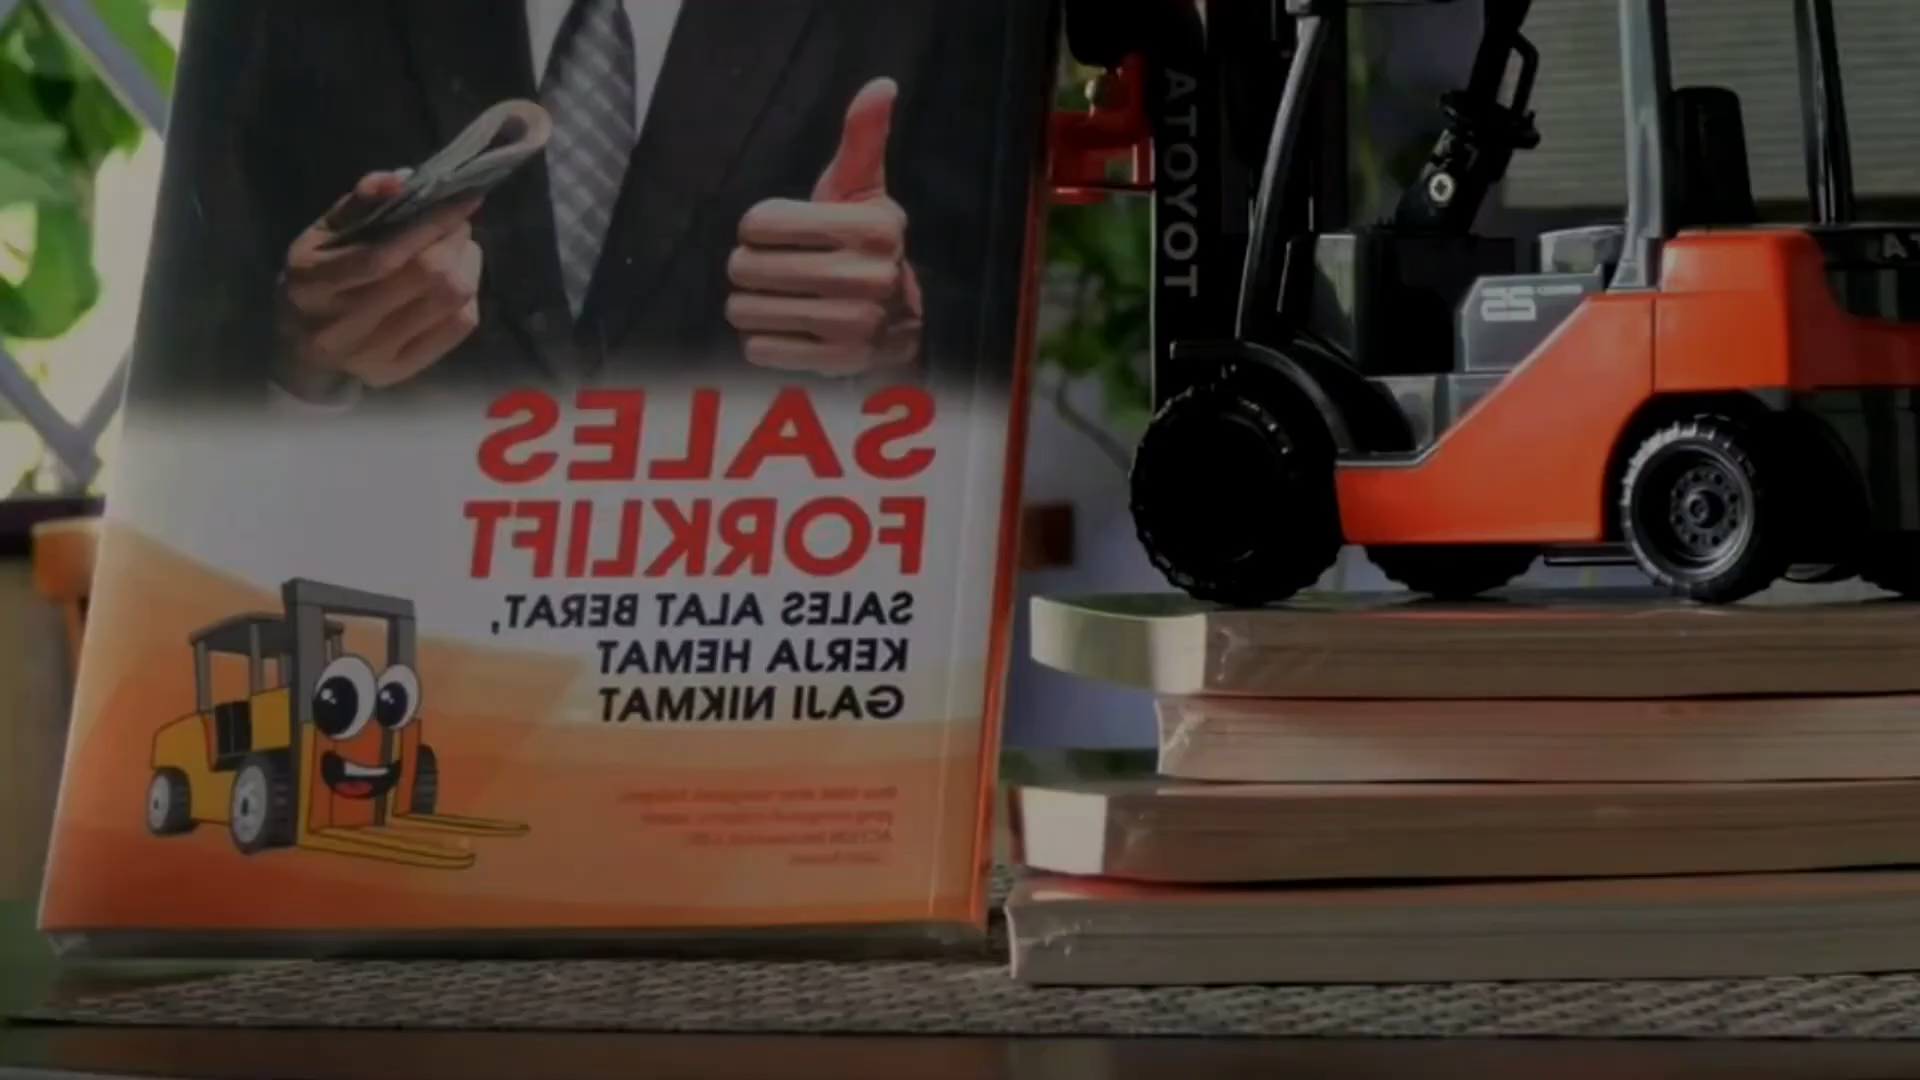 SALES
FORKLIFT
SALES ALAT BERAT,
KERJA HEMAT
GAJI NIKMAT
TOYOTA
25